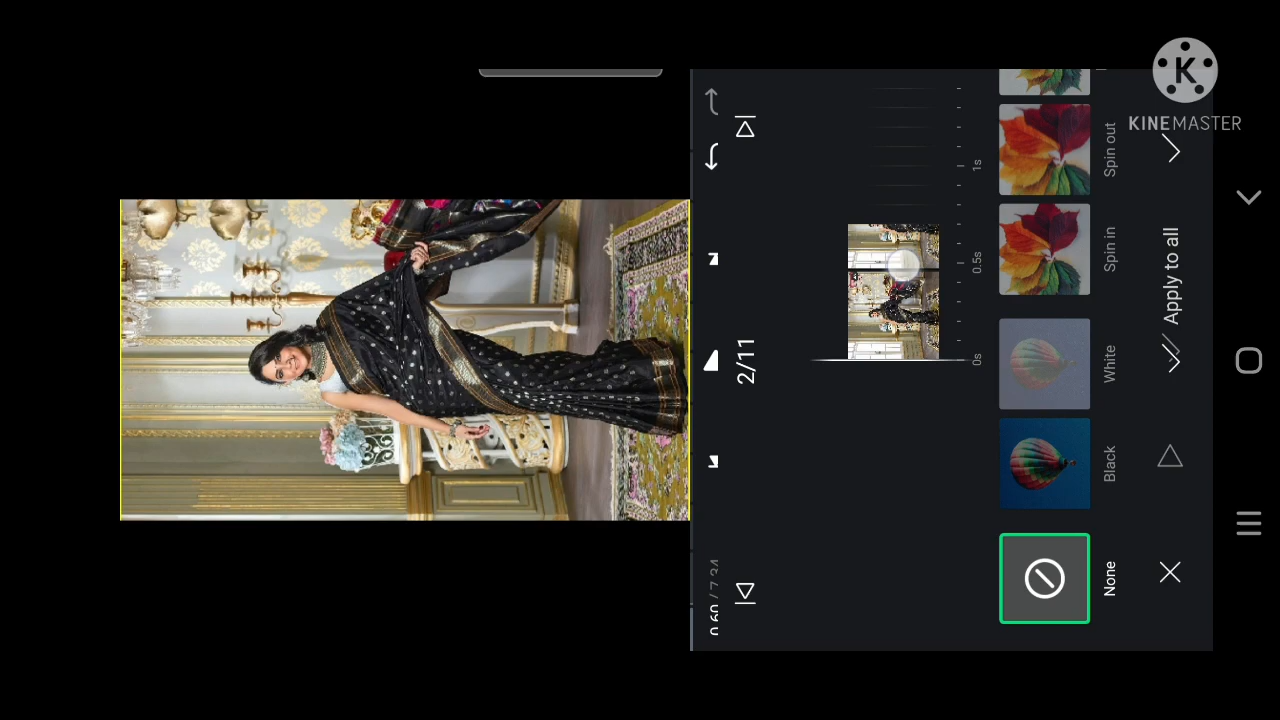 KINEMASTER
Apply to all
None
Black
White
Spin in
Spin out
2/11
0s
0.5s
1s